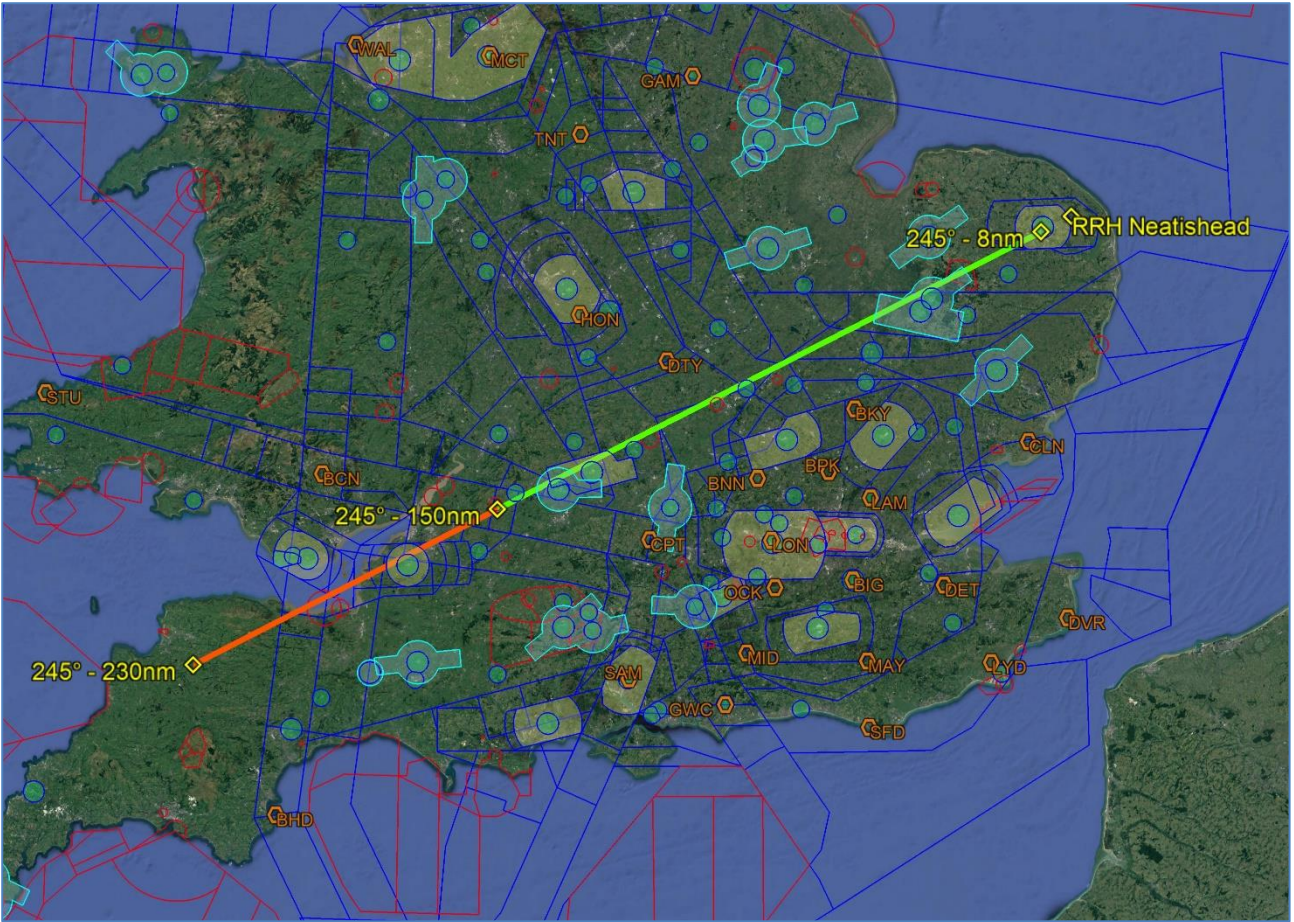 WAL
MCT
GAM
TNT
RRH Neatishead
245° - 8nm
HON
DTY
STU
BKY
CLN
BCN
BPK
BNN
LAM
245° - 150nm
CPT
LON
OCK
BIG
DET
DVR
245° - 230nm
MID
MAY
LYD
SAM
GWC
SFD
BHD